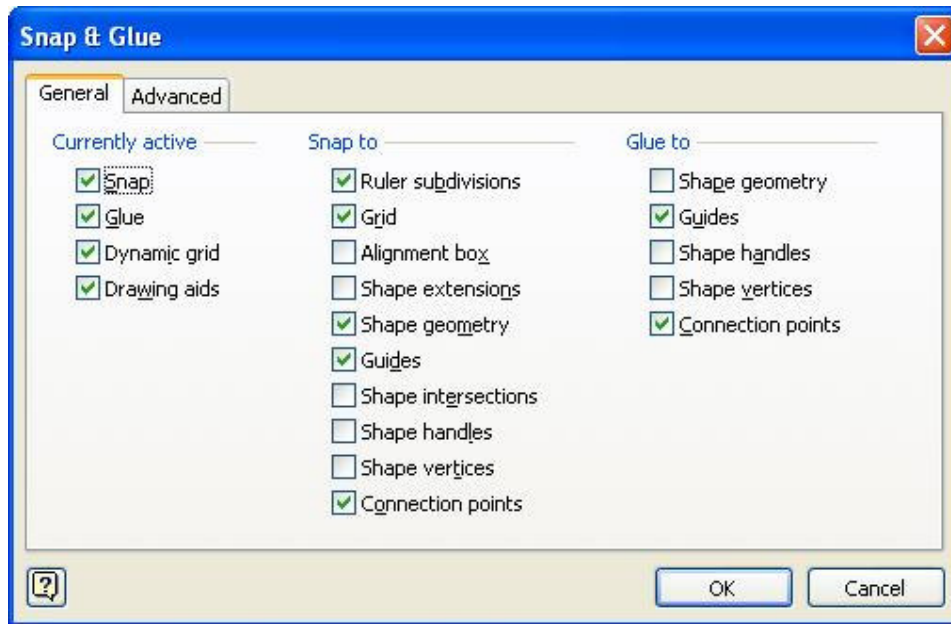 Snap & Glue
General
Advanced
Currently active
Snap
Glue
Dynamic grid
Drawing aids
Snap to
Ruler subdivisions
Grid
Alignment box
Shape extensions
Shape geometry
Guides
Shape intersections
Shape handles
Shape vertices
Connection points
Glue to
Shape geometry
Guides
Shape handles
Shape vertices
Connection points
?
OK
Cancel